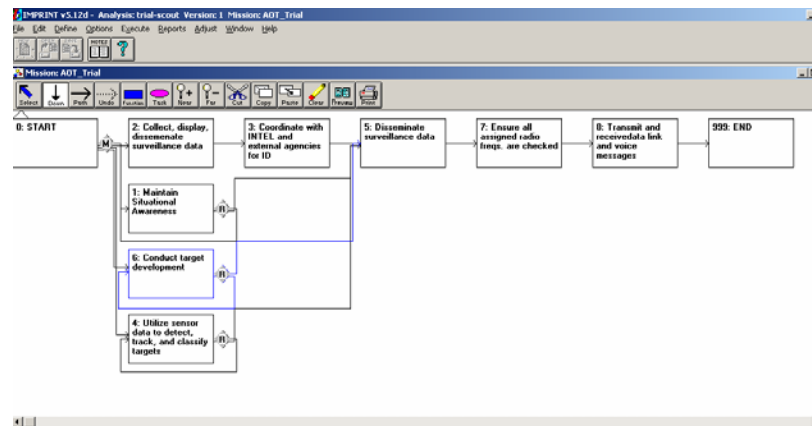 IMPRINT v5.12d - Analysis: trial-scout Version: 1 Mission: AOT_Trial
File Edit Define Options Execute Reports Adjust Window Help
NOTES ?
Mission: AOT_Trial
Select Down Path Undo Function Task Near Far Cut Copy Paste Clear Preview Print
0: START
M
2: Collect, display,
dissemenate
surveillance data
3: Coordinate with
INTEL and
external agencies
for ID
5: Disseminate
surveillance data
7: Ensure all
assigned radio
freqs. are checked
8: Transmit and
receivedata link
and voice
messages
999: END
1: Maintain
Situational
Awareness
R
6: Conduct target
development
R
4: Utilize sensor
data to detect,
track, and classify
targets
R